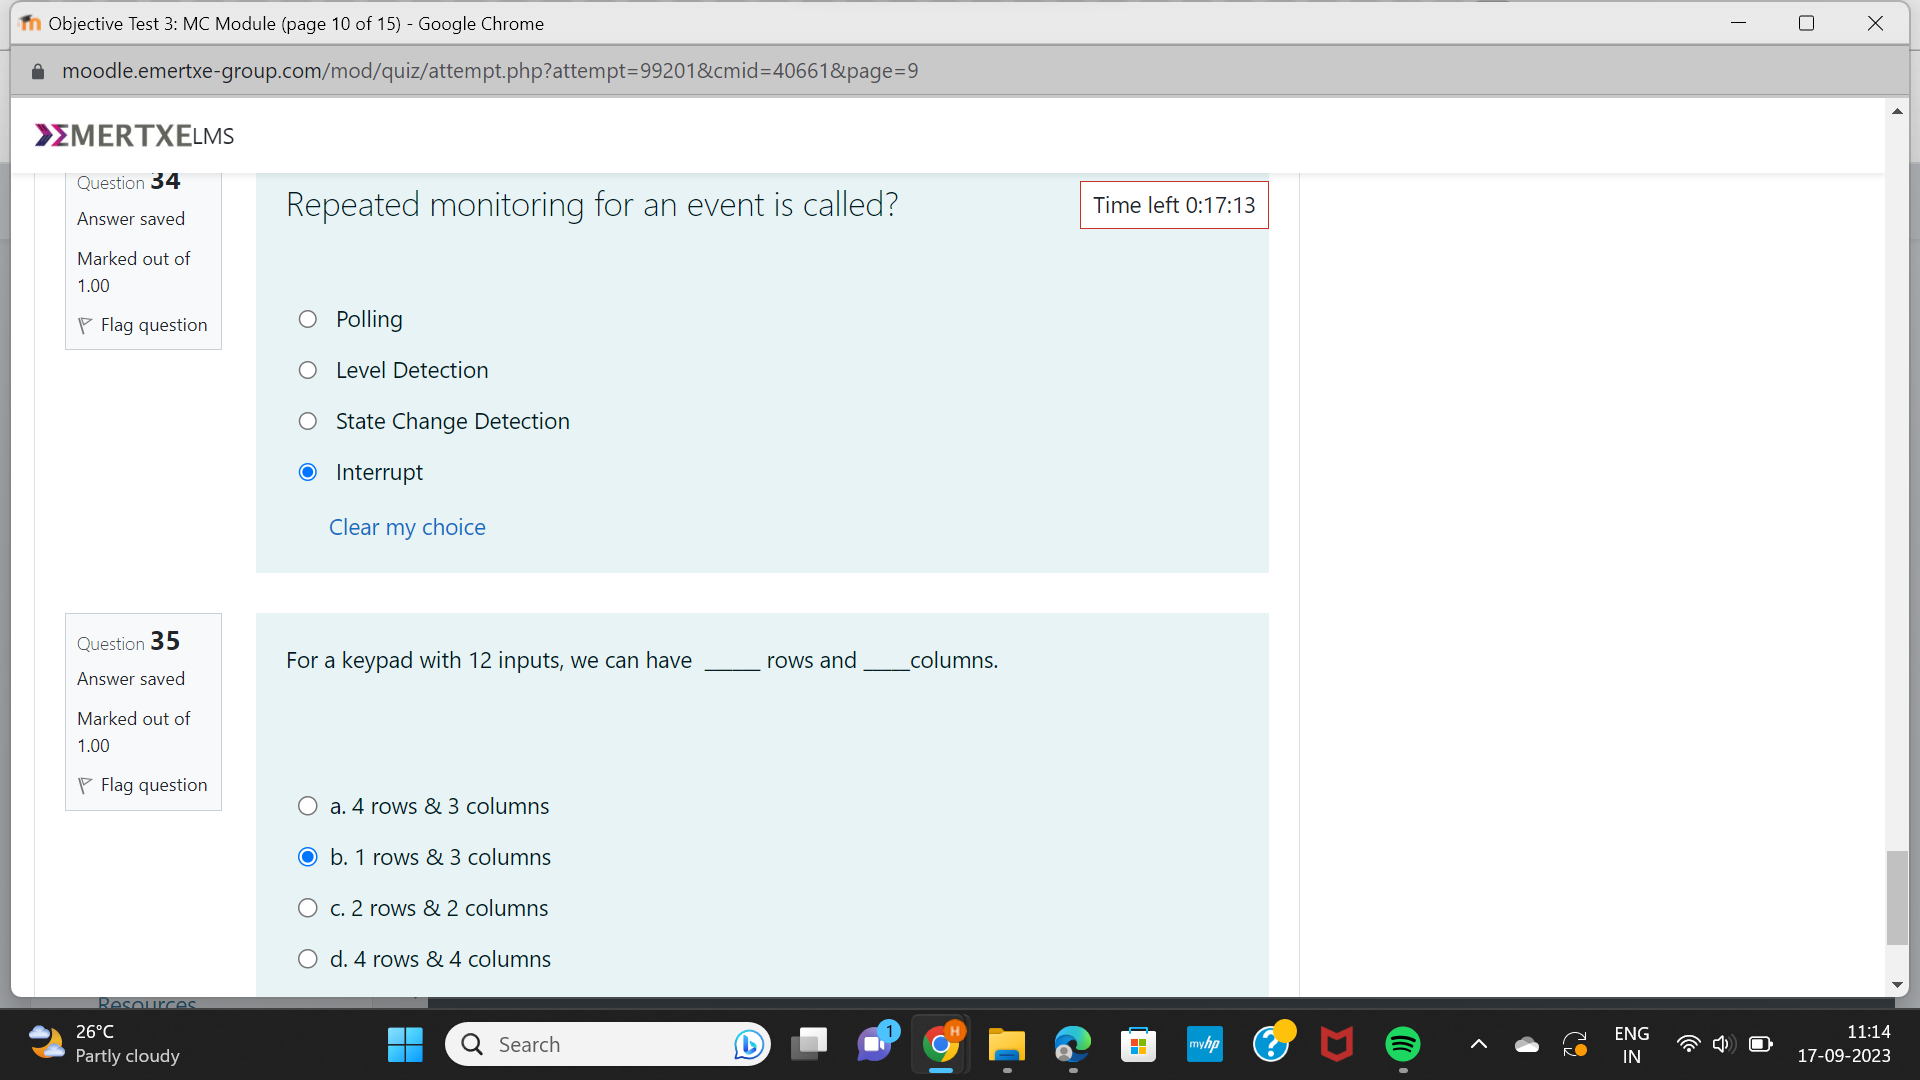 Objective Test 3: MC Module (page 10 of 15) - Google Chrome
moodle.emertxe-group.com/mod/quiz/attempt.php?attempt=99201&cmid=40661&page=9
EMERTXE LMS
Question 34
Answer saved
Marked out of
1.00
Flag question
Repeated monitoring for an event is called?
Time left 0:17:13
Polling
Level Detection
State Change Detection
Interrupt
Clear my choice
Question 35
Answer saved
Marked out of
1.00
Flag question
For a keypad with 12 inputs, we can have _____ rows and ____columns.
a. 4 rows & 3 columns
b. 1 rows & 3 columns
c. 2 rows & 2 columns
d. 4 rows & 4 columns
Resources
26°C
Partly cloudy
Search
1
H
myhp
ENG
IN
11:14
17-09-2023